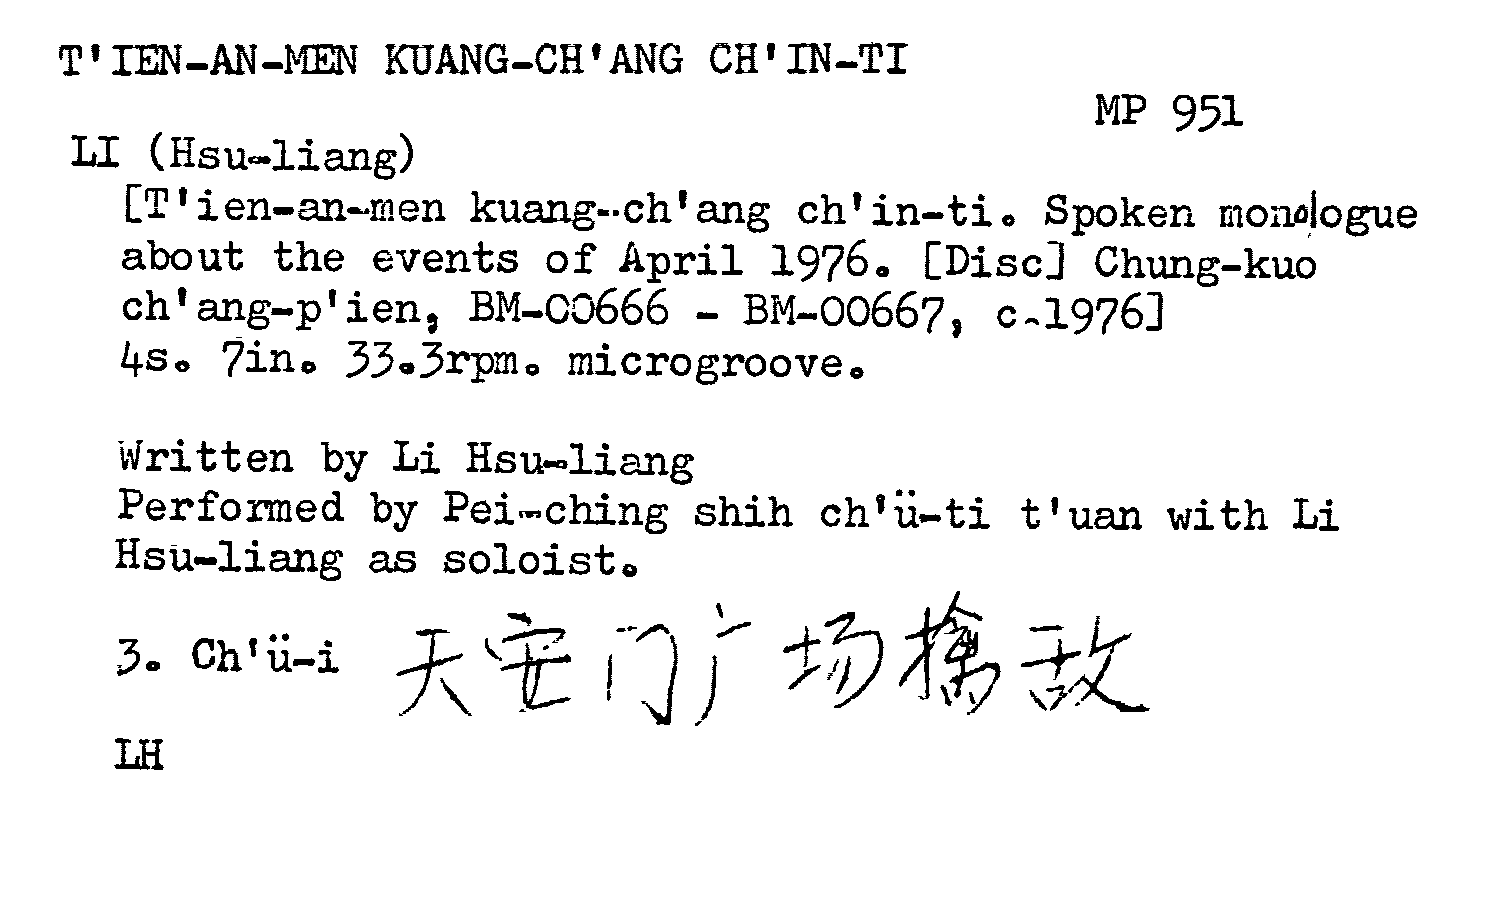 T'IEN-AN-MEN KUANG-CH'ANG CH'IN-TI
MP 951
LI (Hsu-liang)
[T'ien-an-men kuang-ch'ang ch'in-ti. Spoken monologue
about the events of April 1976. [Disc] Chung-kuo
ch'ang-p'ien, BM-00666 - BM-00667, c.1976]
4s. 7in. 33.3rpm. microgroove.
Written by Li Hsu-liang
Performed by Pei-ching shih ch'ü-ti t'uan with Li
Hsu-liang as soloist.
3. Ch'ü-i 天安门广场擒敌
LH